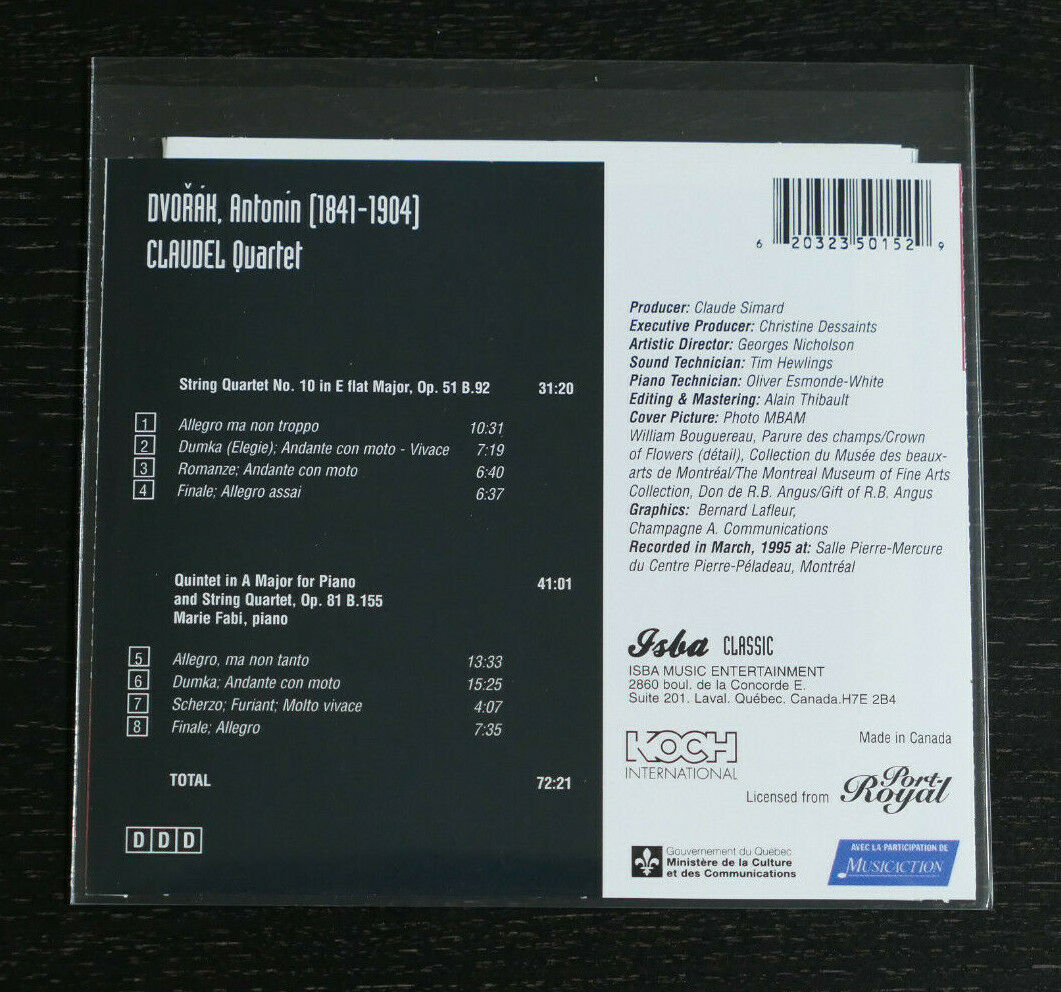 DVOŘÁK, Antonín (1841-1904)
CLAUDEL Quartet
String Quartet No. 10 in E flat Major, Op. 51 B.92 31:20
1 Allegro ma non troppo 10:31
2 Dumka (Elegie); Andante con moto - Vivace 7:19
3 Romanze; Andante con moto 6:40
4 Finale; Allegro assai 6:37
Quintet in A Major for Piano 41:01
and String Quartet, Op. 81 B.155
Marie Fabi, piano
5 Allegro, ma non tanto 13:33
6 Dumka; Andante con moto 15:25
7 Scherzo; Furiant; Molto vivace 4:07
8 Finale; Allegro 7:35
TOTAL 72:21
D D D
6 20323 50152 9
Producer: Claude Simard
Executive Producer: Christine Dessaints
Artistic Director: Georges Nicholson
Sound Technician: Tim Hewlings
Piano Technician: Oliver Esmonde-White
Editing & Mastering: Alain Thibault
Cover Picture: Photo MBAM
William Bouguereau, Parure des champs/Crown
of Flowers (détail), Collection du Musée des beaux-
arts de Montréal/The Montreal Museum of Fine Arts
Collection, Don de R.B. Angus/Gift of R.B. Angus
Graphics: Bernard Lafleur,
Champagne A. Communications
Recorded in March, 1995 at: Salle Pierre-Mercure
du Centre Pierre-Péladeau, Montréal
Isba CLASSIC
ISBA MUSIC ENTERTAINMENT
2860 boul. de la Concorde E.
Suite 201. Laval. Québec. Canada.H7E 2B4
KOCH
INTERNATIONAL
Made in Canada
Licensed from Port-Royal
Gouvernement du Québec
Ministère de la Culture
et des Communications
AVEC LA PARTICIPATION DE
MUSICACTION